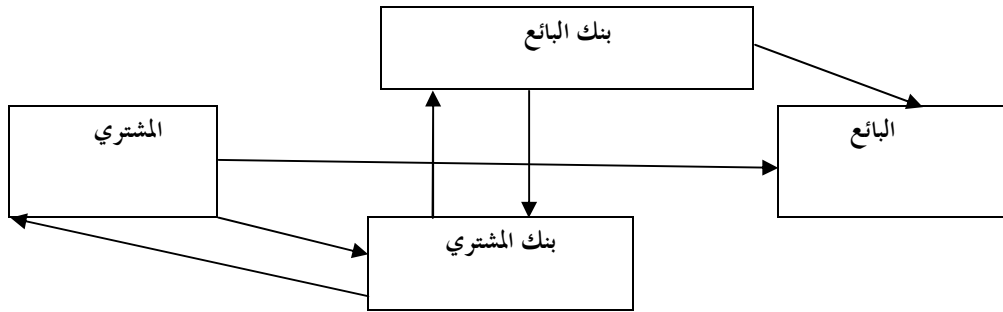 بنك البائع
البائع
المشتري
بنك المشتري